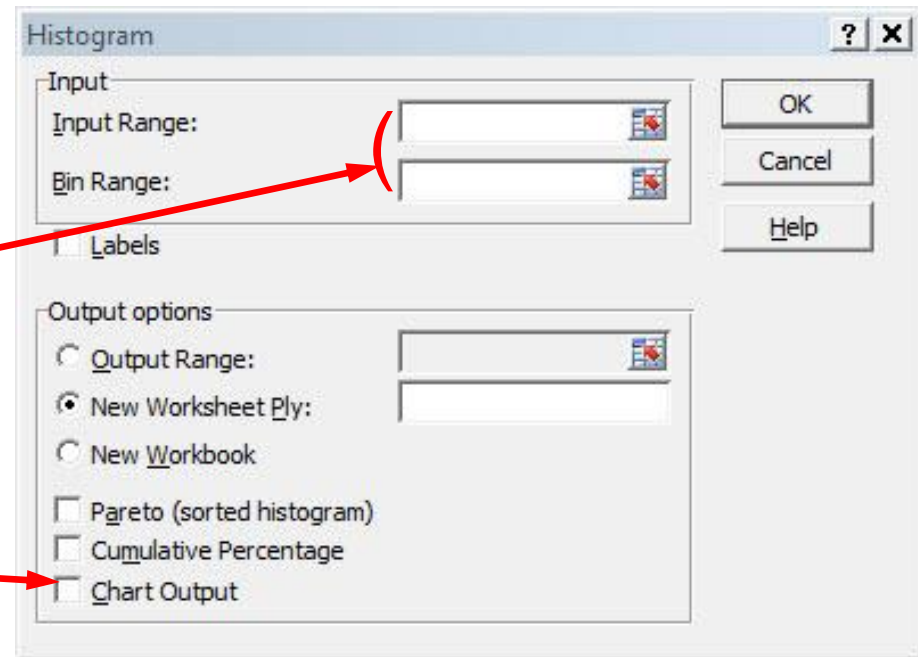 Histogram
? X
Input
Input Range:
Bin Range:
Labels
OK
Cancel
Help
Output options
Output Range:
New Worksheet Ply:
New Workbook
Pareto (sorted histogram)
Cumulative Percentage
Chart Output